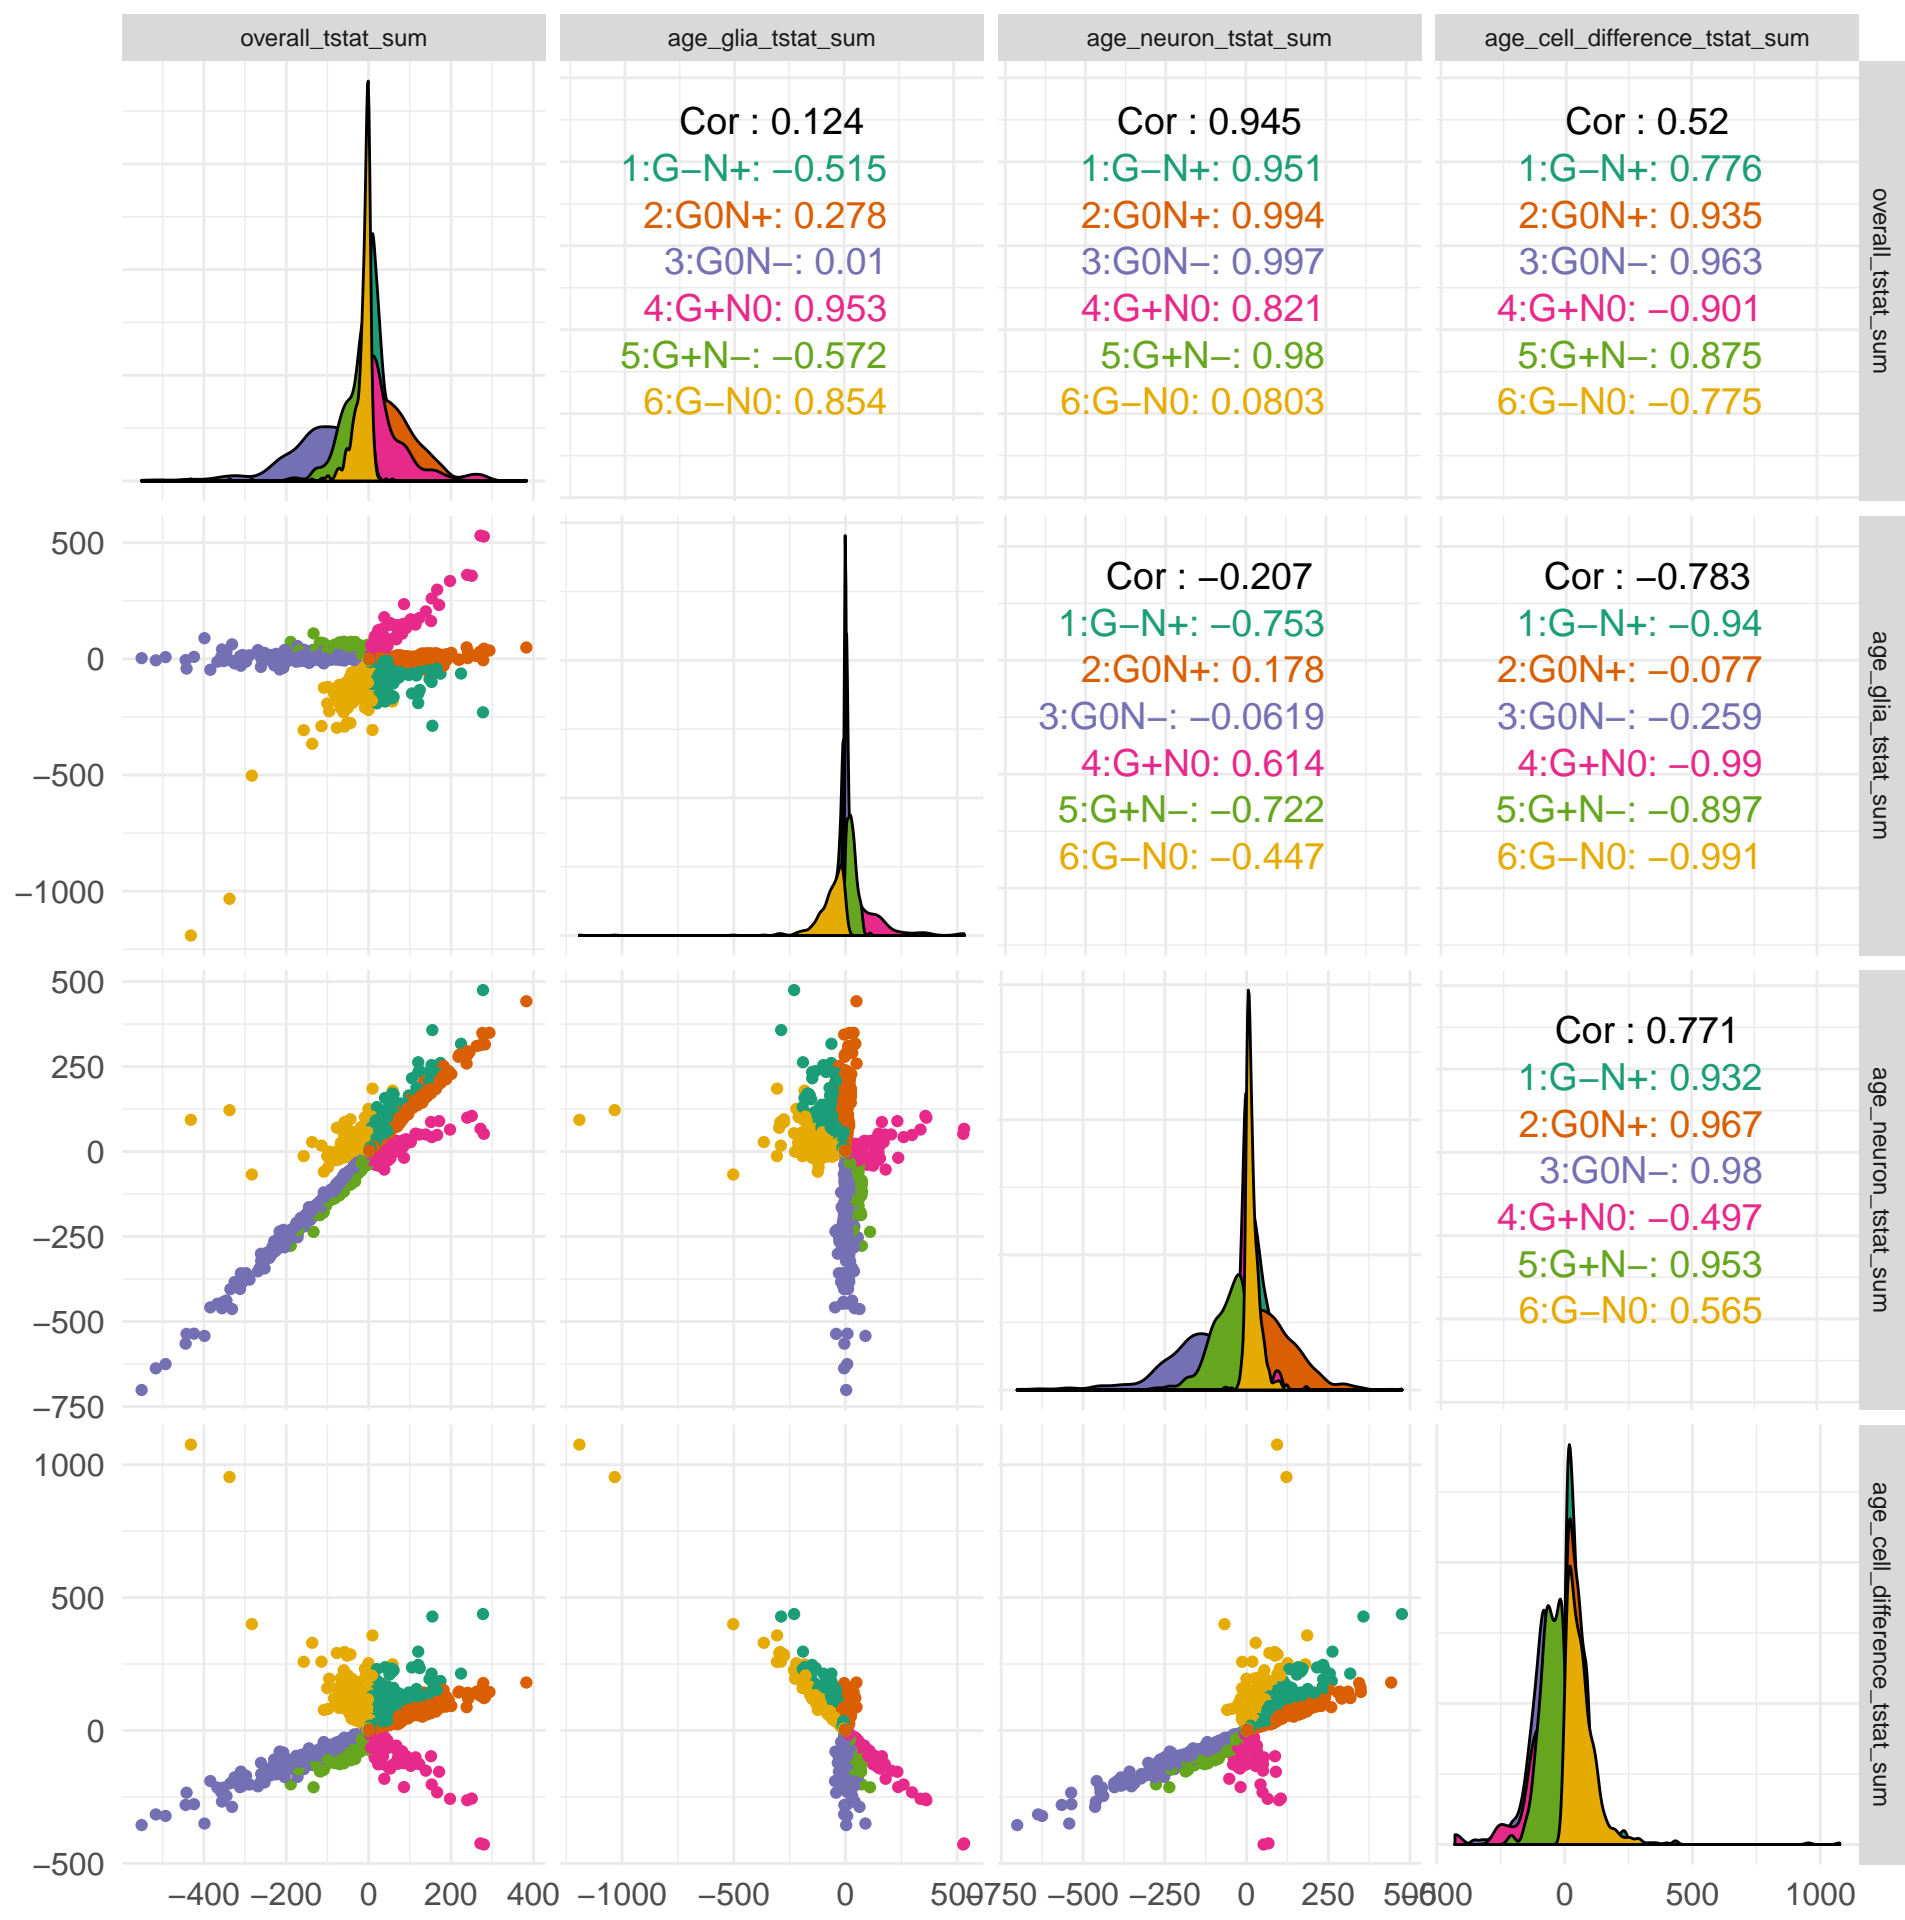 overall_tstat_sum age_glia_tstat_sum age_neuron_tstat_sum age_cell_difference_tstat_sum
Cor : 0.124
1:G−N+: −0.515
2:G0N+: 0.278
3:G0N−: 0.01
4:G+N0: 0.953
5:G+N−: −0.572
6:G−N0: 0.854
Cor : 0.945
1:G−N+: 0.951
2:G0N+: 0.994
3:G0N−: 0.997
4:G+N0: 0.821
5:G+N−: 0.98
6:G−N0: 0.0803
Cor : 0.52
1:G−N+: 0.776
2:G0N+: 0.935
3:G0N−: 0.963
4:G+N0: −0.901
5:G+N−: 0.875
6:G−N0: −0.775
overall_tstat_sum
500
0
−500
−1000
Cor : −0.207
1:G−N+: −0.753
2:G0N+: 0.178
3:G0N−: −0.0619
4:G+N0: 0.614
5:G+N−: −0.722
6:G−N0: −0.447
Cor : −0.783
1:G−N+: −0.94
2:G0N+: −0.077
3:G0N−: −0.259
4:G+N0: −0.99
5:G+N−: −0.897
6:G−N0: −0.991
age_glia_tstat_sum
500
250
0
−250
−500
−750
Cor : 0.771
1:G−N+: 0.932
2:G0N+: 0.967
3:G0N−: 0.98
4:G+N0: −0.497
5:G+N−: 0.953
6:G−N0: 0.565
age_neuron_tstat_sum
1000
500
0
−500
age_cell_difference_tstat_sum
−400 −200 0 200 400 −1000 −500 0 500 −750 −500 −250 0 250 500 −500 0 500 1000